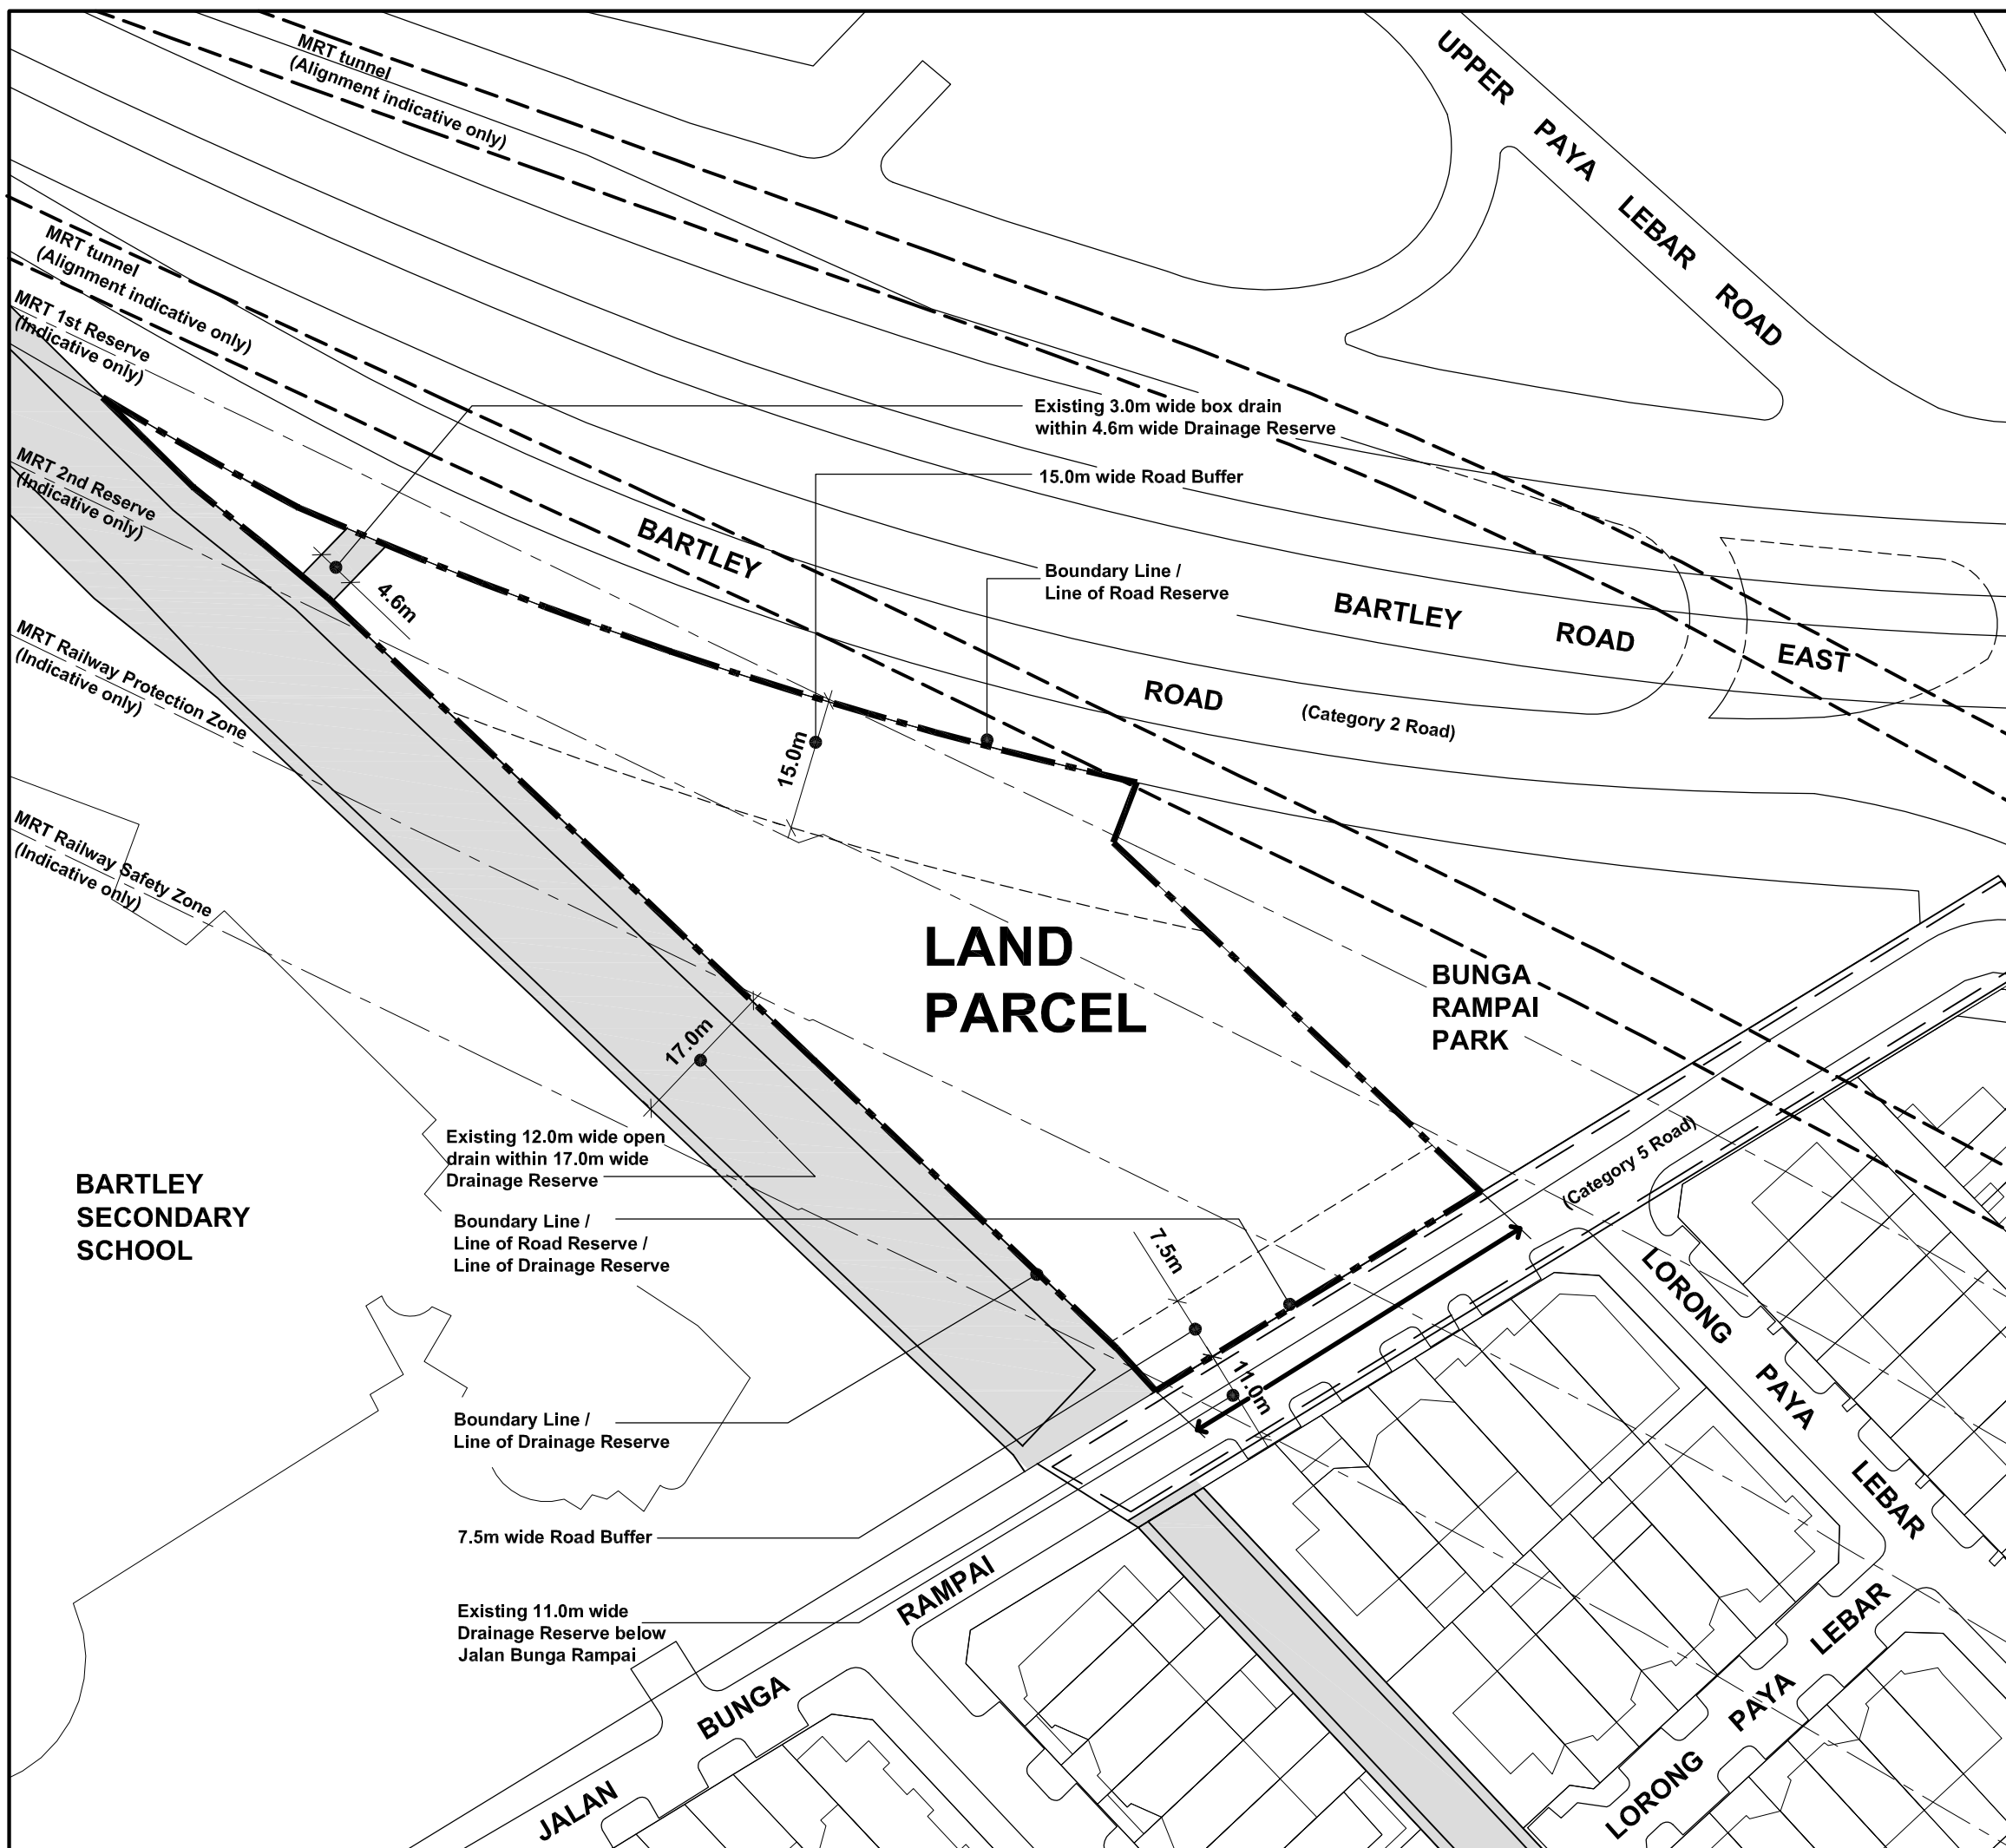 MRT tunnel
(Alignment indicative only)
UPPER PAYA LEBAR ROAD
MRT tunnel
(Alignment indicative only)
MRT 1st Reserve
(Indicative only)
Existing 3.0m wide box drain
within 4.6m wide Drainage Reserve
15.0m wide Road Buffer
MRT 2nd Reserve
(Indicative only)
BARTLEY ROAD
4.6m
Boundary Line /
Line of Road Reserve
BARTLEY ROAD EAST
(Category 2 Road)
MRT Railway Protection Zone
(Indicative only)
15.0m
MRT Railway Safety Zone
(Indicative only)
LAND
PARCEL
BUNGA
RAMPAI
PARK
17.0m
Existing 12.0m wide open
drain within 17.0m wide
Drainage Reserve
(Category 5 Road)
BARTLEY
SECONDARY
SCHOOL
Boundary Line /
Line of Road Reserve /
Line of Drainage Reserve
7.5m
LORONG PAYA LEBAR
11.0m
Boundary Line /
Line of Drainage Reserve
7.5m wide Road Buffer
Existing 11.0m wide
Drainage Reserve below
Jalan Bunga Rampai
JALAN BUNGA RAMPAI
LORONG PAYA LEBAR